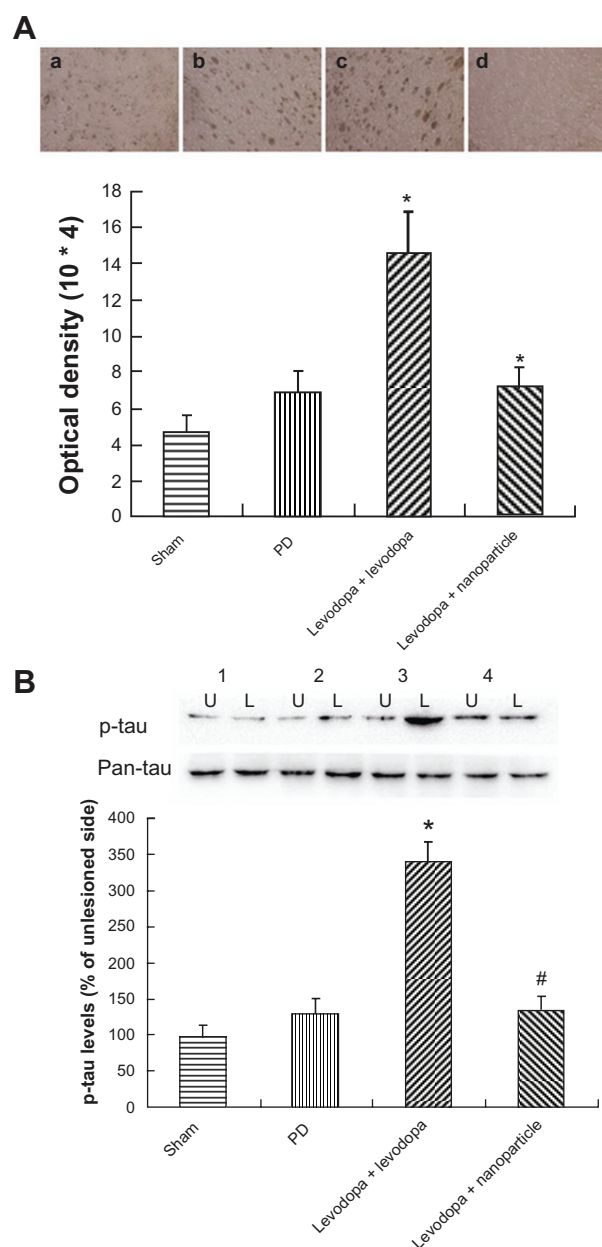 A
a b c d
Optical density (10 * 4)
18
16
14
12
10
8
6
4
2
0
*
*
Sham
PD
Levodopa + levodopa
Levodopa + nanoparticle
B
1 2 3 4
U L U L U L U L
p-tau
Pan-tau
p-tau levels (% of unlesioned side)
400
350
300
250
200
150
100
50
0
*
#
Sham
PD
Levodopa + levodopa
Levodopa + nanoparticle